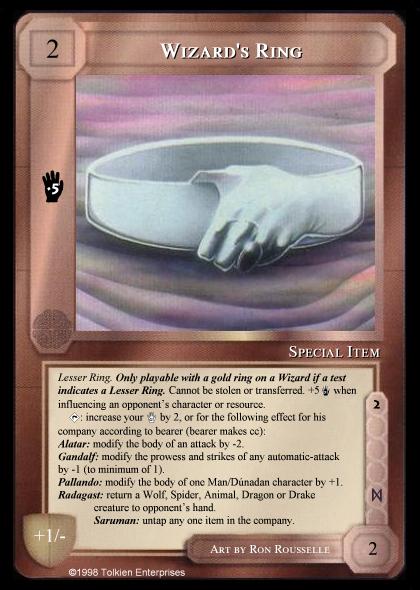 2
WIZARD'S RING
·5
SPECIAL ITEM
Lesser Ring. Only playable with a gold ring on a Wizard if a test
indicates a Lesser Ring. Cannot be stolen or transferred. +5 when
influencing an opponent's character or resource.
: increase your by 2, or for the following effect for his
company according to bearer (bearer makes cc):
Alatar: modify the body of an attack by -2.
Gandalf: modify the prowess and strikes of any automatic-attack
by -1 (to minimum of 1).
Pallando: modify the body of one Man/Dúnadan character by +1.
Radagast: return a Wolf, Spider, Animal, Dragon or Drake
creature to opponent's hand.
Saruman: untap any one item in the company.
2
+1/-
ART BY RON ROUSSELLE
2
©1998 Tolkien Enterprises